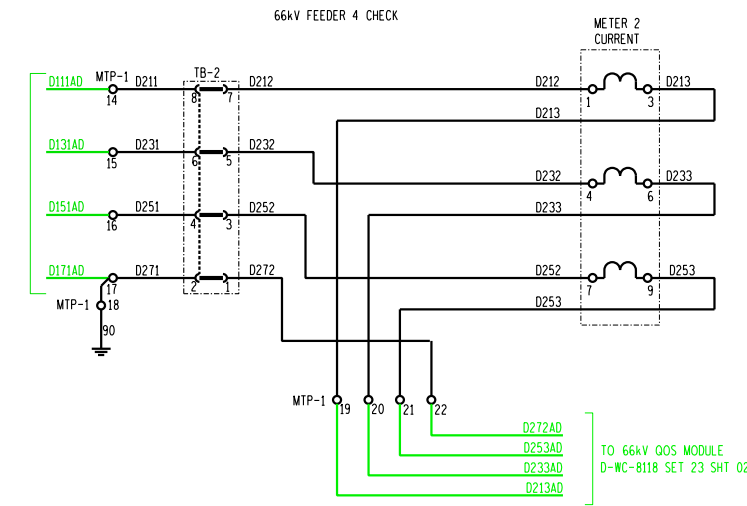 66kV FEEDER 4 CHECK
METER 2
CURRENT
D111AD MTP-1 D211 TB-2 D212 D212 D213
14 8 7 1 3
D213
D131AD D231 D232
15 6 5
D232 D233
4 6
D151AD D251 D252 D233
16 4 3
D171AD D271 D272 D252 D253
17 2 1 7 9
MTP-1 18 D253
90
MTP-1 19 20 21 22
D272AD
D253AD TO 66kV QOS MODULE
D233AD D-WC-8118 SET 23 SHT 02
D213AD